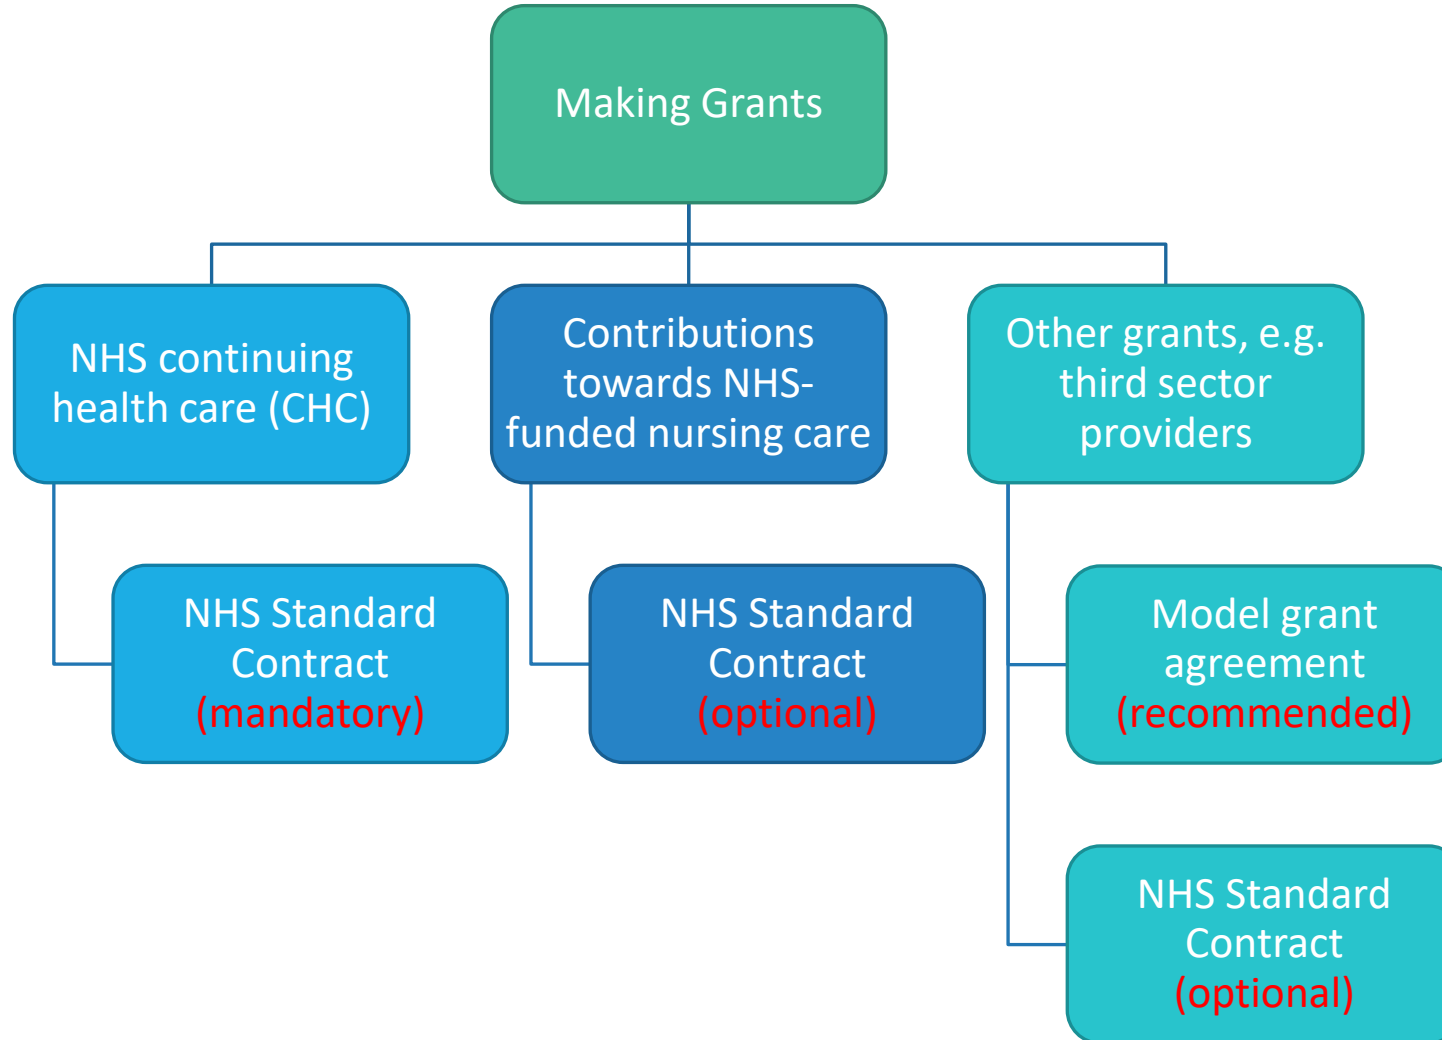 Making Grants
NHS continuing
health care (CHC)
Contributions
towards NHS-
funded nursing care
Other grants, e.g.
third sector
providers
NHS Standard
Contract
(mandatory)
NHS Standard
Contract
(optional)
Model grant
agreement
(recommended)
NHS Standard
Contract
(optional)